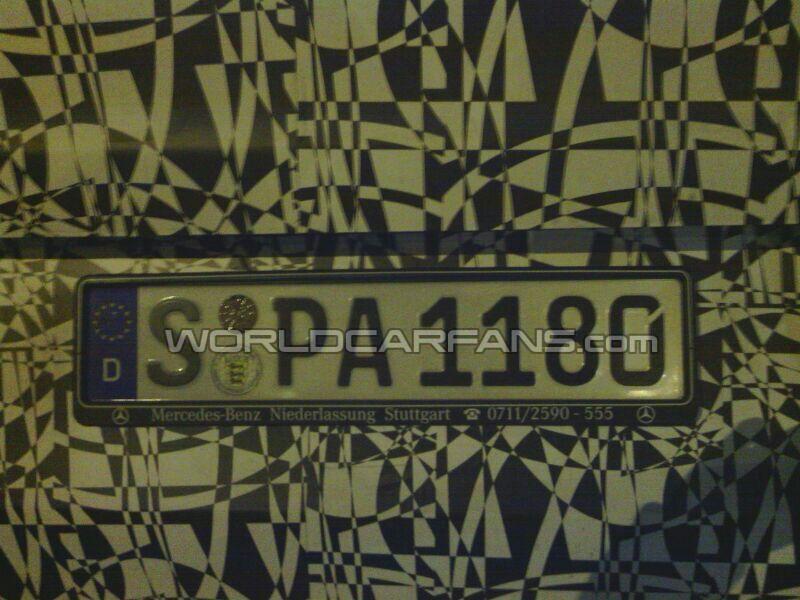 S PA 1180
WORLDCARFANS.com
D
Mercedes-Benz Niederlassung Stuttgart ☎ 0711/2590 - 555